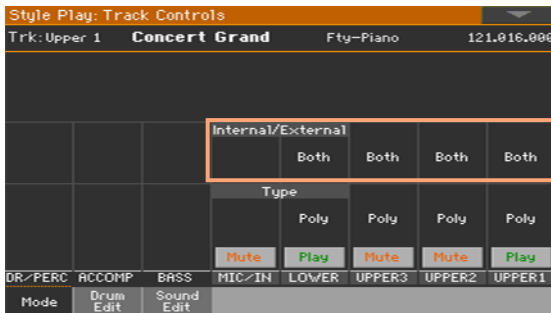 Style Play: Track Controls
Trk:Upper 1 Concert Grand Fty-Piano 121.016.000
Internal/External
Both Both Both Both
Type
Poly Poly Poly Poly
Mute Play Mute Mute Play
DR/PERC ACCOMP BASS MIC/IN LOWER UPPER3 UPPER2 UPPER1
Mode Drum Edit Sound Edit